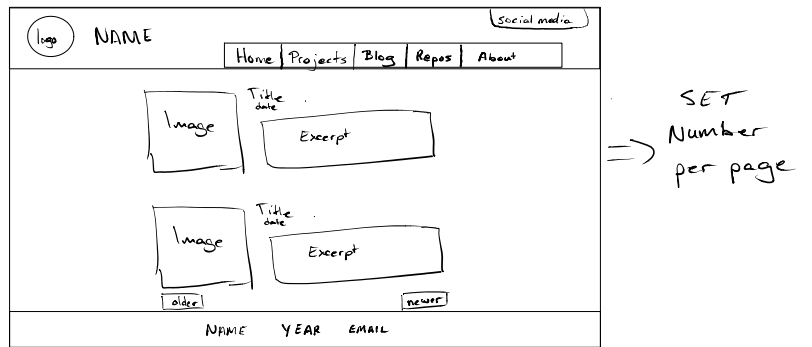 social media
logo NAME
Home Projects Blog Repos About
Title
date
Image
Excerpt
SET
Number
per page
Title
date
Image
Excerpt
older newer
NAME YEAR EMAIL